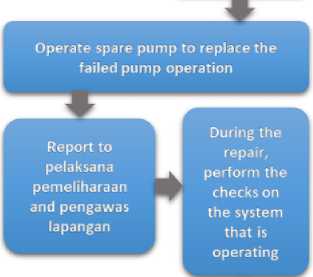 Operate spare pump to replace the
failed pump operation
Report to
pelaksana
pemeliharaan
and pengawas
lapangan
During the
repair,
perform the
checks on
the system
that is
operating